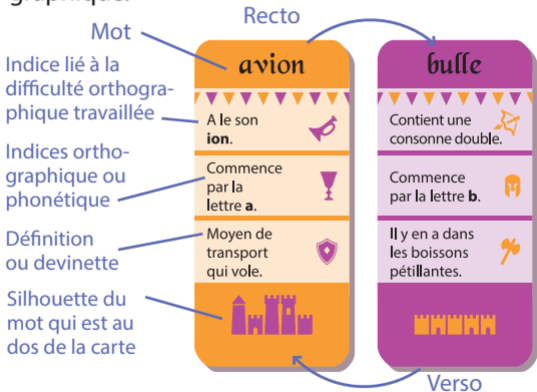 graphique.
Recto
Mot
avion
bulle
Indice lié à la
difficulté orthogra-
phique travaillée
A le son
ion.
Contient une
consonne double.
Indices ortho-
graphique ou
phonétique
Commence
par la
lettre a.
Commence
par la lettre b.
Définition
ou devinette
Moyen de
transport
qui vole.
Il y en a dans
les boissons
pétillantes.
Silhouette du
mot qui est au
dos de la carte
Verso